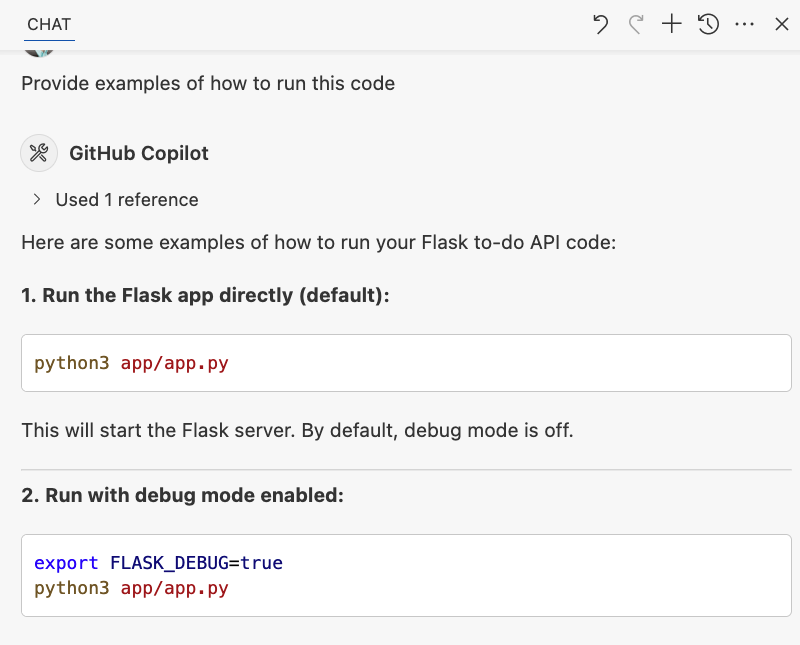 CHAT
Provide examples of how to run this code
GitHub Copilot
Used 1 reference
Here are some examples of how to run your Flask to-do API code:
1. Run the Flask app directly (default):
python3 app/app.py
This will start the Flask server. By default, debug mode is off.
2. Run with debug mode enabled:
export FLASK_DEBUG=true
python3 app/app.py